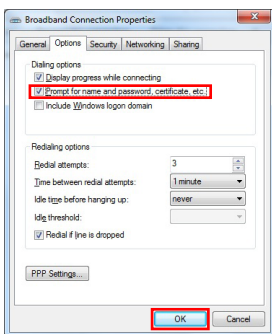 Broadband Connection Properties
General Options Security Networking Sharing
Dialing options
Display progress while connecting
Prompt for name and password, certificate, etc.
Include Windows logon domain
Redialing options
Redial attempts: 3
Time between redial attempts: 1 minute
Idle time before hanging up: never
Idle threshold:
Redial if line is dropped
PPP Settings...
OK Cancel